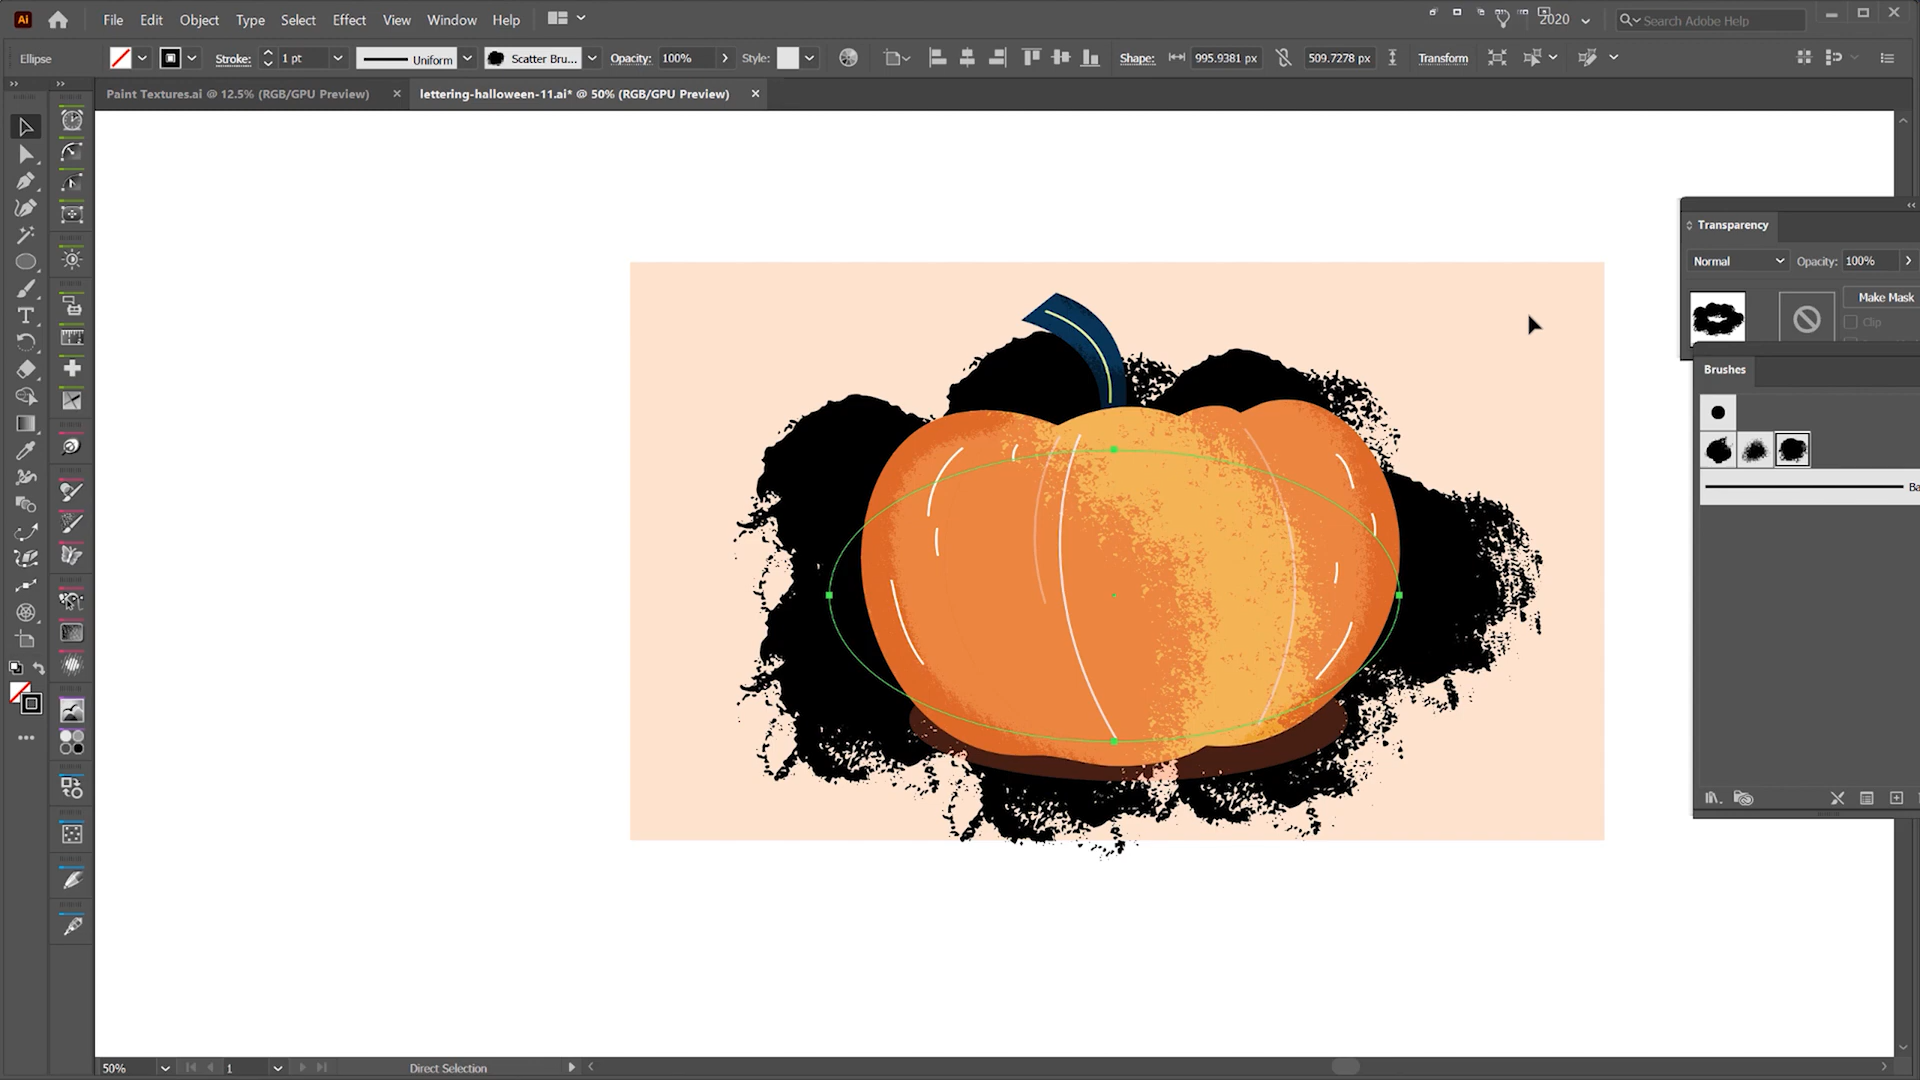 Ai
File Edit Object Type Select Effect View Window Help
2020
Search Adobe Help
Ellipse
Stroke: 1 pt
Uniform
Scatter Bru...
Opacity: 100%
Style:
Shape: 995.9381 px
509.7278 px
Transform
Paint Textures.ai @ 12.5% (RGB/GPU Preview)
lettering-halloween-11.ai* @ 50% (RGB/GPU Preview)
Transparency
Normal
Opacity: 100%
Make Mask
Clip
Brushes
Ba
50%
1
Direct Selection